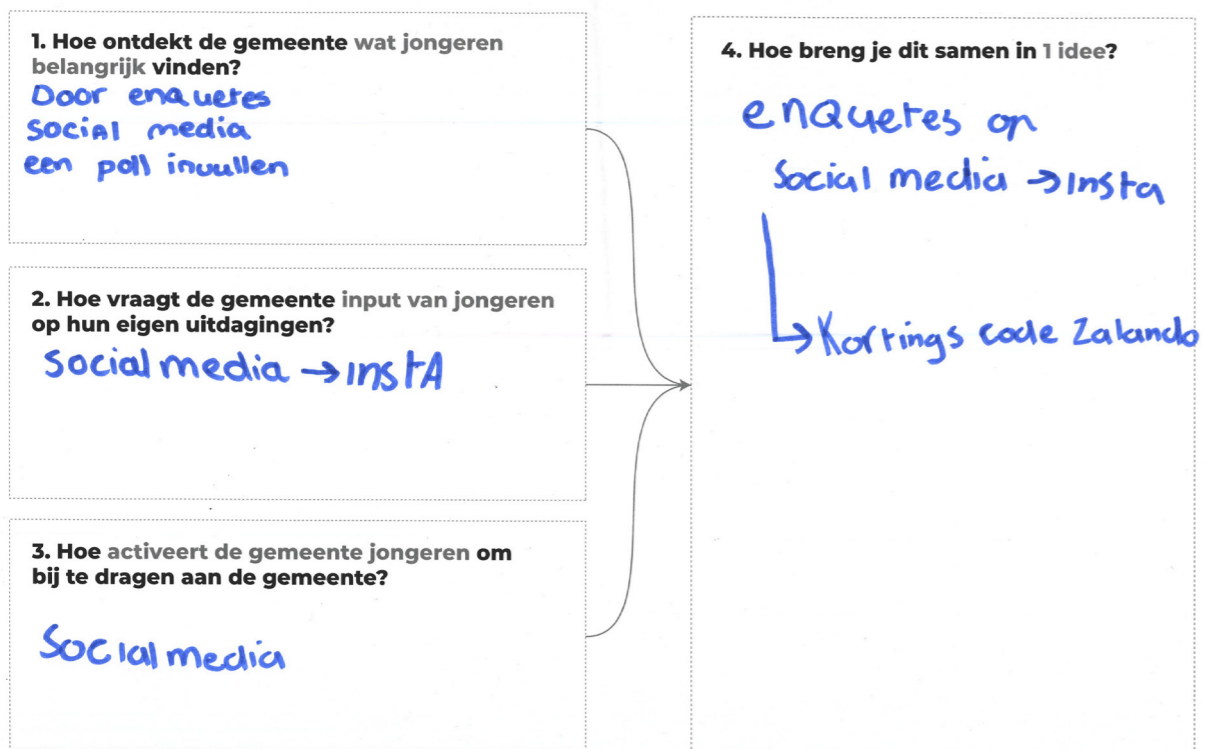 1. Hoe ontdekt de gemeente wat jongeren
belangrijk vinden?
Door enquetes
social media
een poll invullen
2. Hoe vraagt de gemeente input van jongeren
op hun eigen uitdagingen?
Social media → InstA
3. Hoe activeert de gemeente jongeren om
bij te dragen aan de gemeente?
Social media
4. Hoe breng je dit samen in 1 idee?
enquetes op
Social media → Insta
Kortings code Zalando